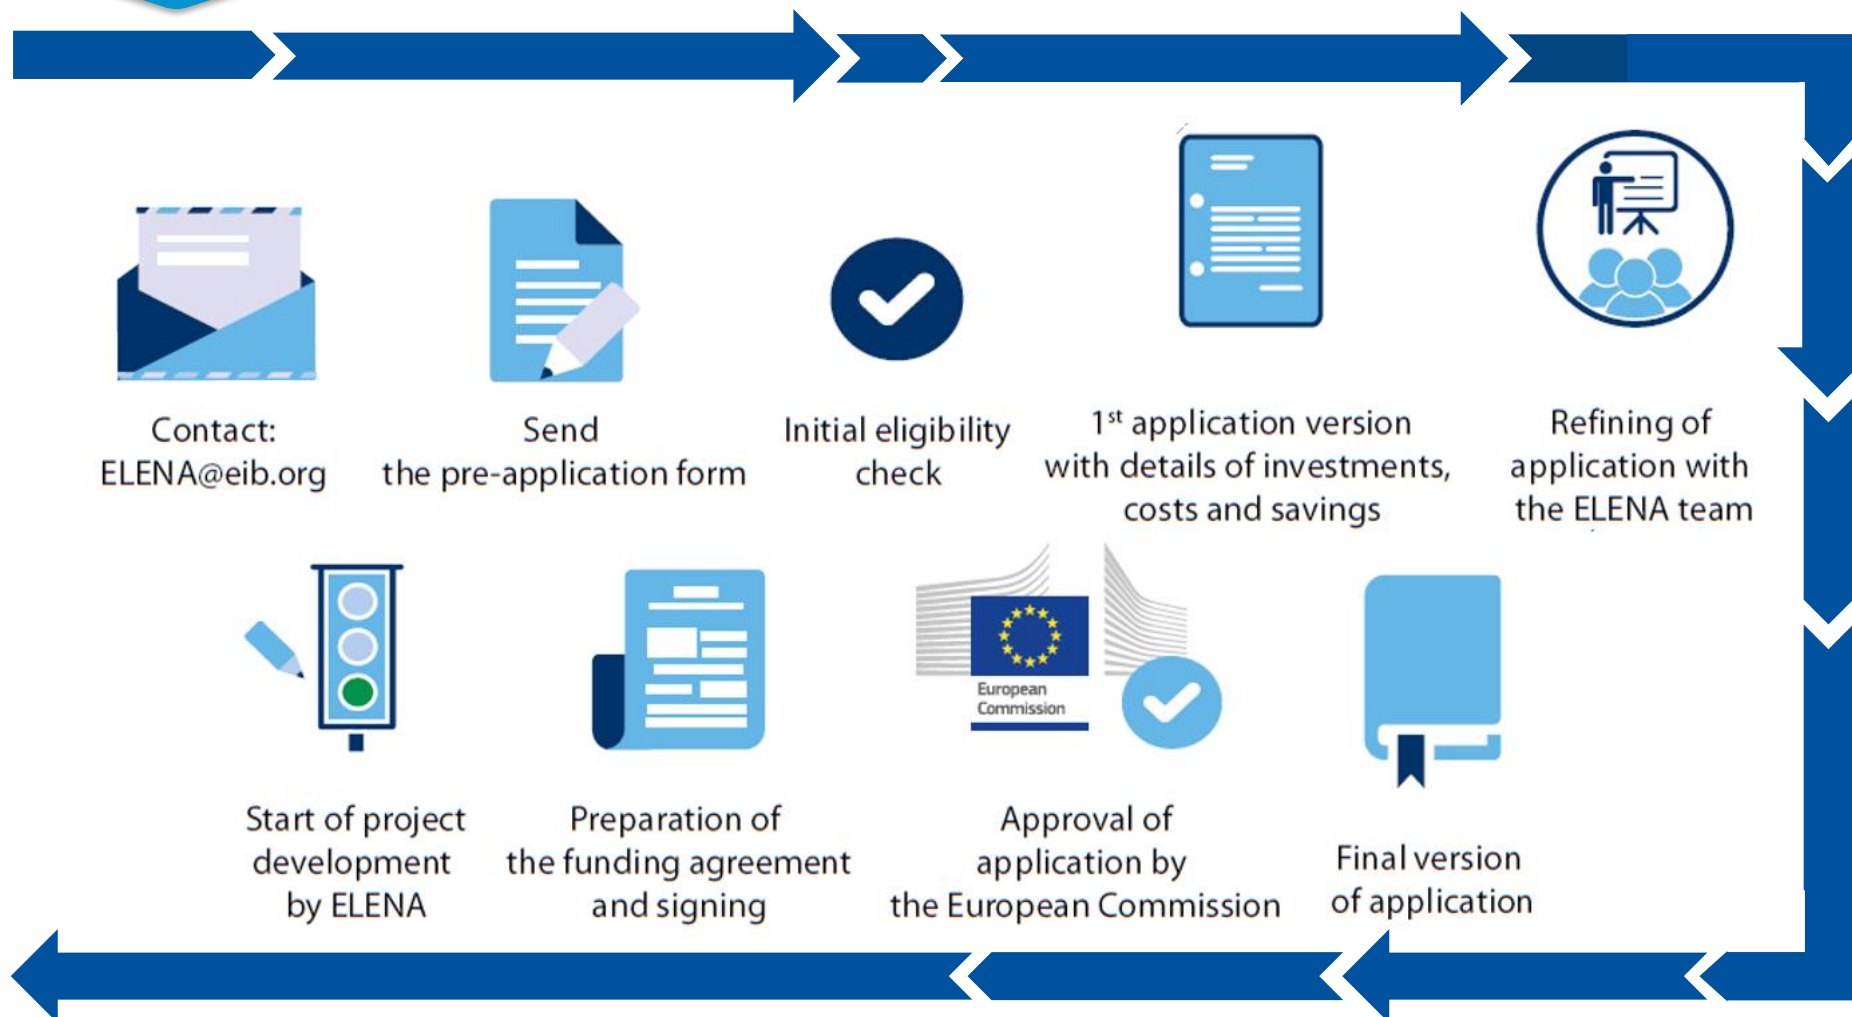 Contact:
ELENA@eib.org
Send
the pre-application form
Initial eligibility
check
1st application version
with details of investments,
costs and savings
Refining of
application with
the ELENA team
Start of project
development
by ELENA
Preparation of
the funding agreement
and signing
European
Commission
Approval of
application by
the European Commission
Final version
of application